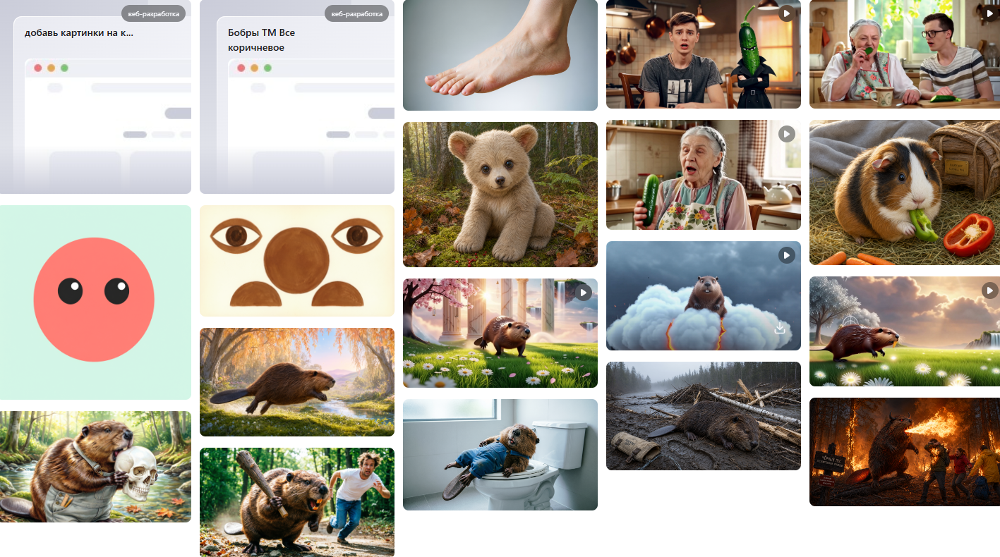 веб-разработка
добавь картинки на к...
веб-разработка
Бобры ТМ Все
коричневое